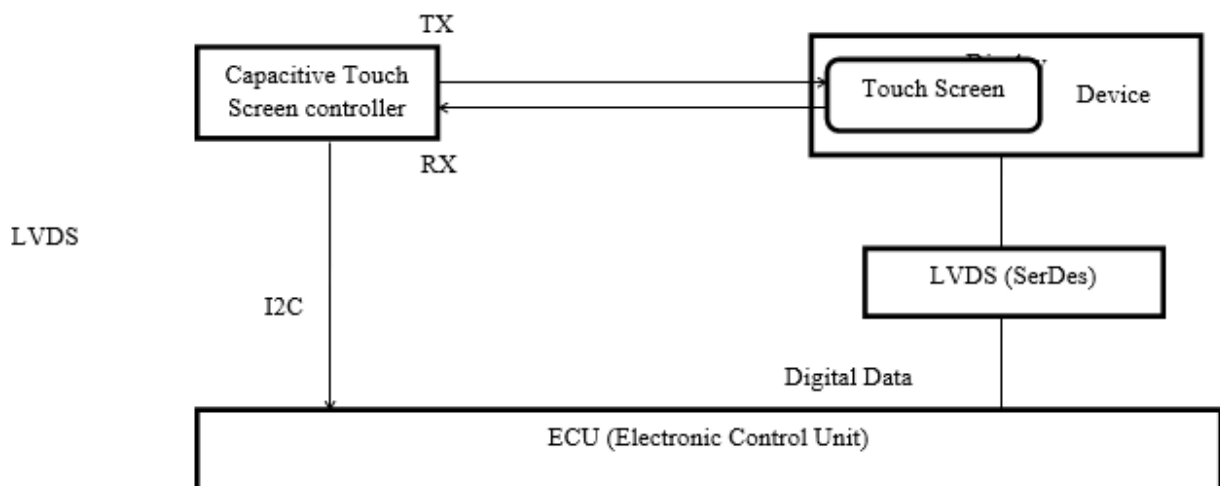 TX
Capacitive Touch
Screen controller
Touch Screen
Device
RX
LVDS
LVDS (SerDes)
I2C
Digital Data
ECU (Electronic Control Unit)